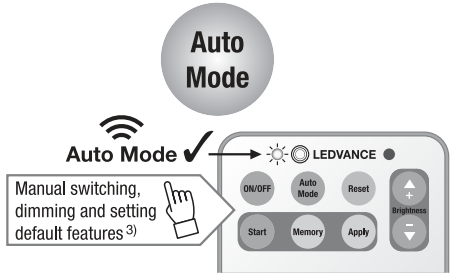 Auto
Mode
Auto Mode ✓
LEDVANCE
ON/OFF
Auto
Mode
Reset
+
Brightness
−
Start
Memory
Apply
Manual switching,
dimming and setting
default features 3)